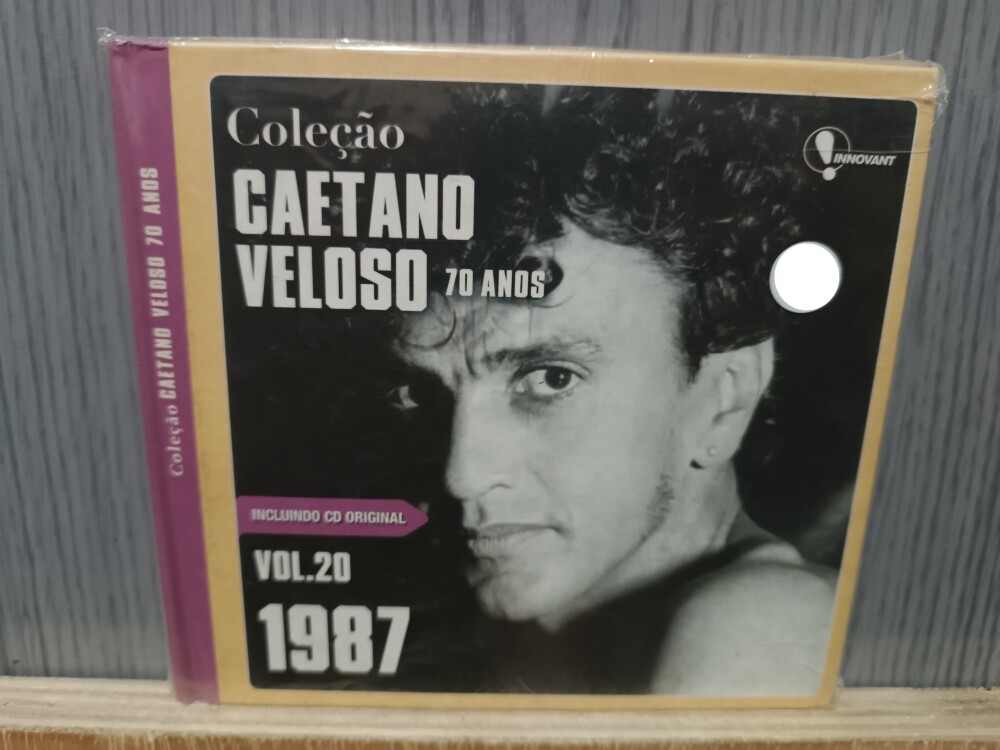 Coleção
CAETANO
VELOSO 70 ANOS
INNOVANT
INCLUINDO CD ORIGINAL
VOL.20
1987
Coleção CAETANO VELOSO 70 ANOS